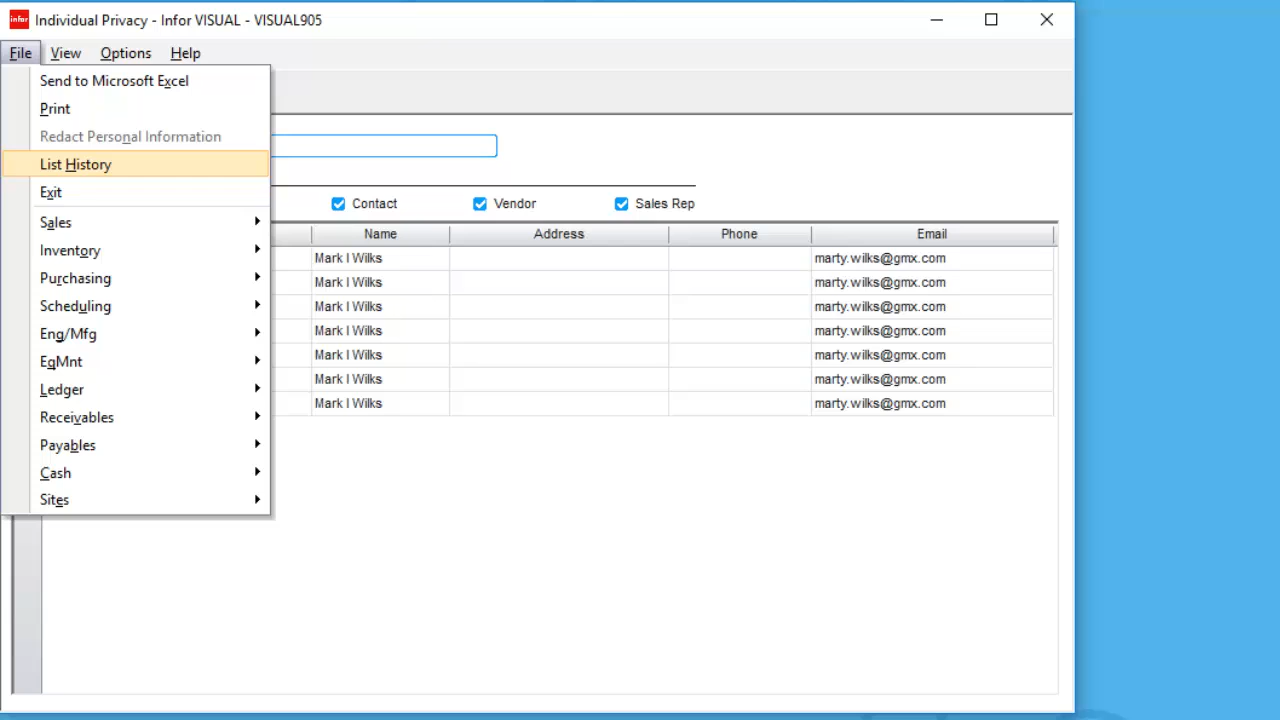 infor Individual Privacy - Infor VISUAL - VISUAL905
File View Options Help
Send to Microsoft Excel
Print
Redact Personal Information
List History
Exit
Sales
Inventory
Purchasing
Scheduling
Eng/Mfg
EqMnt
Ledger
Receivables
Payables
Cash
Sites
Contact Vendor Sales Rep
Name Address Phone Email
Mark I Wilks marty.wilks@gmx.com
Mark I Wilks marty.wilks@gmx.com
Mark I Wilks marty.wilks@gmx.com
Mark I Wilks marty.wilks@gmx.com
Mark I Wilks marty.wilks@gmx.com
Mark I Wilks marty.wilks@gmx.com
Mark I Wilks marty.wilks@gmx.com